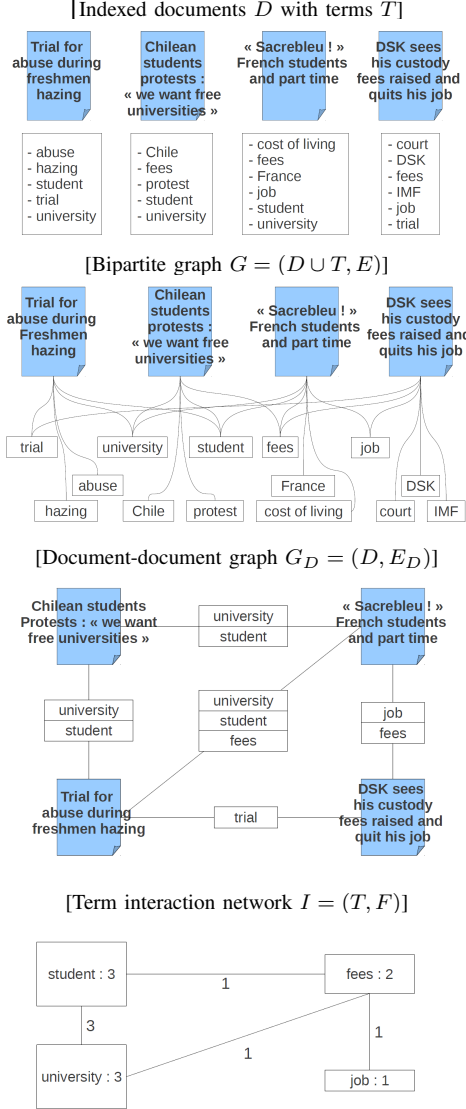 [Indexed documents D with terms T]
Trial for
abuse during
freshmen
hazing
Chilean
students
protests :
« we want free
universities »
« Sacrebleu ! »
French students
and part time
DSK sees
his custody
fees raised and
quits his job
- abuse
- hazing
- student
- trial
- university
- Chile
- fees
- protest
- student
- university
- cost of living
- fees
- France
- job
- student
- university
- court
- DSK
- fees
- IMF
- job
- trial
[Bipartite graph G = (D ∪ T, E)]
Trial for
abuse during
Freshmen
hazing
Chilean
students
protests :
« we want free
universities »
« Sacrebleu ! »
French students
and part time
DSK sees
his custody
fees raised and
quits his job
trial
university
student
fees
job
abuse
France
DSK
hazing
Chile
protest
cost of living
court
IMF
[Document-document graph G_D = (D, E_D)]
Chilean students
Protests : « we want
free universities »
university
student
« Sacrebleu ! »
French students
and part time
university
student
university
student
fees
job
fees
Trial for
abuse during
freshmen hazing
trial
DSK sees
his custody
fees raised and
quit his job
[Term interaction network I = (T, F)]
student : 3
1
fees : 2
3
1
1
university : 3
job : 1